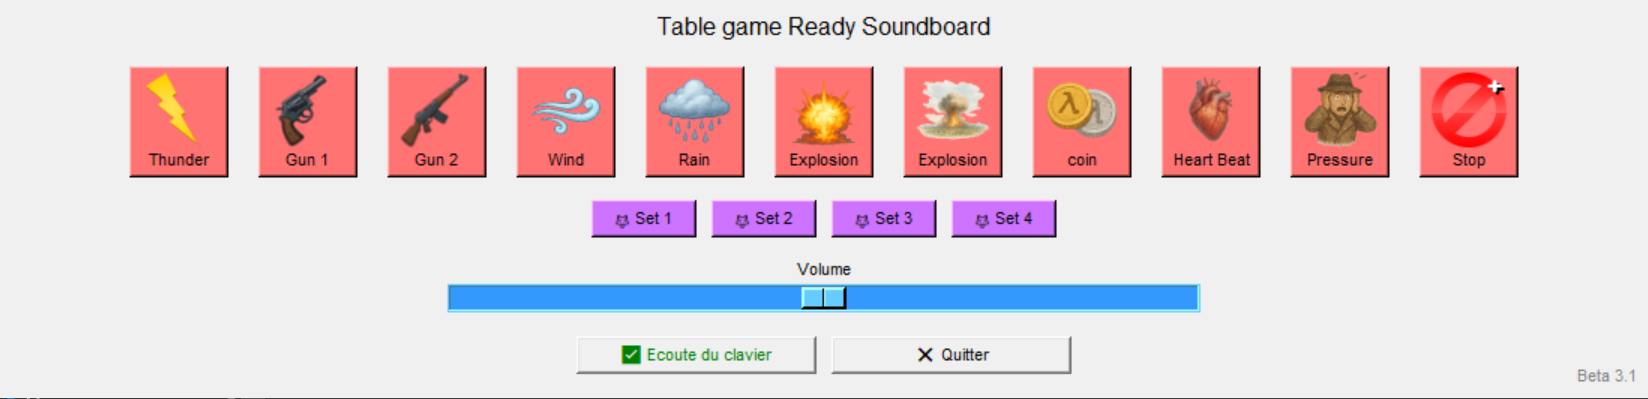 Table game Ready Soundboard
Thunder Gun 1 Gun 2 Wind Rain Explosion Explosion coin Heart Beat Pressure Stop
Set 1 Set 2 Set 3 Set 4
Volume
Ecoute du clavier Quitter
Beta 3.1